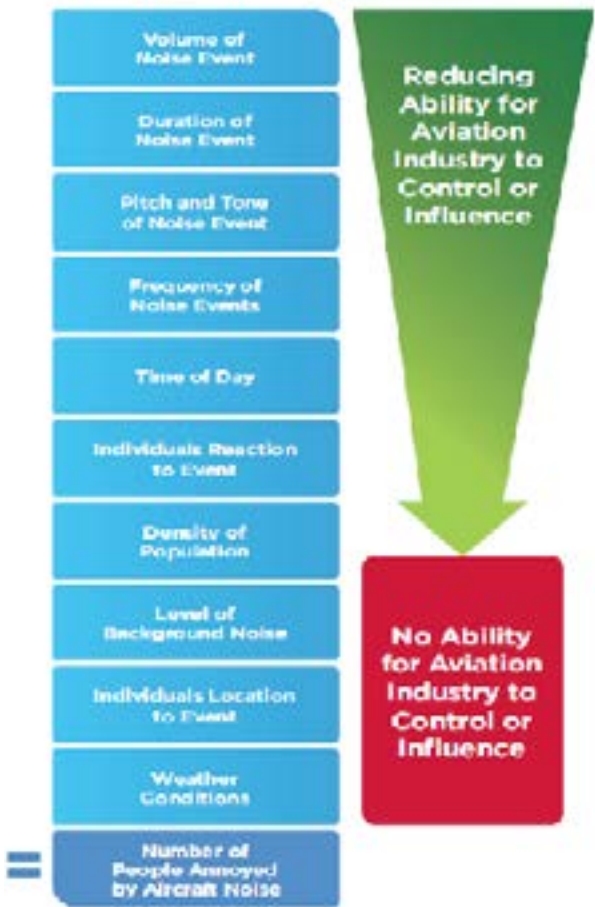 Volume of
Noise Event
Duration of
Noise Event
Pitch and Tone
of Noise Event
Frequency of
Noise Events
Time of Day
Individuals Reaction
to Event
Density of
Population
Level of
Background Noise
Individuals Location
to Event
Weather
Conditions
=
Number of
People Annoyed
by Aircraft Noise
Reducing
Ability for
Aviation
Industry to
Control or
Influence
No Ability
for Aviation
Industry to
Control or
Influence